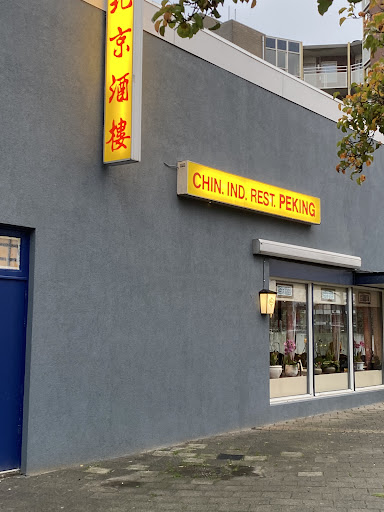 北京酒樓
CHIN. IND. REST. PEKING